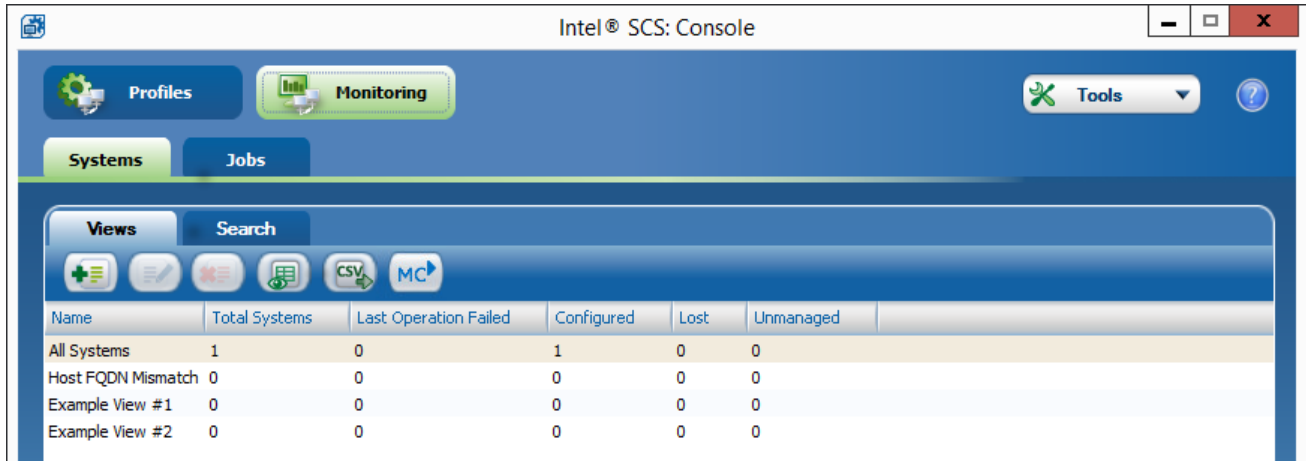 Intel® SCS: Console
Profiles Monitoring Tools ?
Systems Jobs
Views Search
CSV MC
Name Total Systems Last Operation Failed Configured Lost Unmanaged
All Systems 1 0 1 0 0
Host FQDN Mismatch 0 0 0 0 0
Example View #1 0 0 0 0 0
Example View #2 0 0 0 0 0